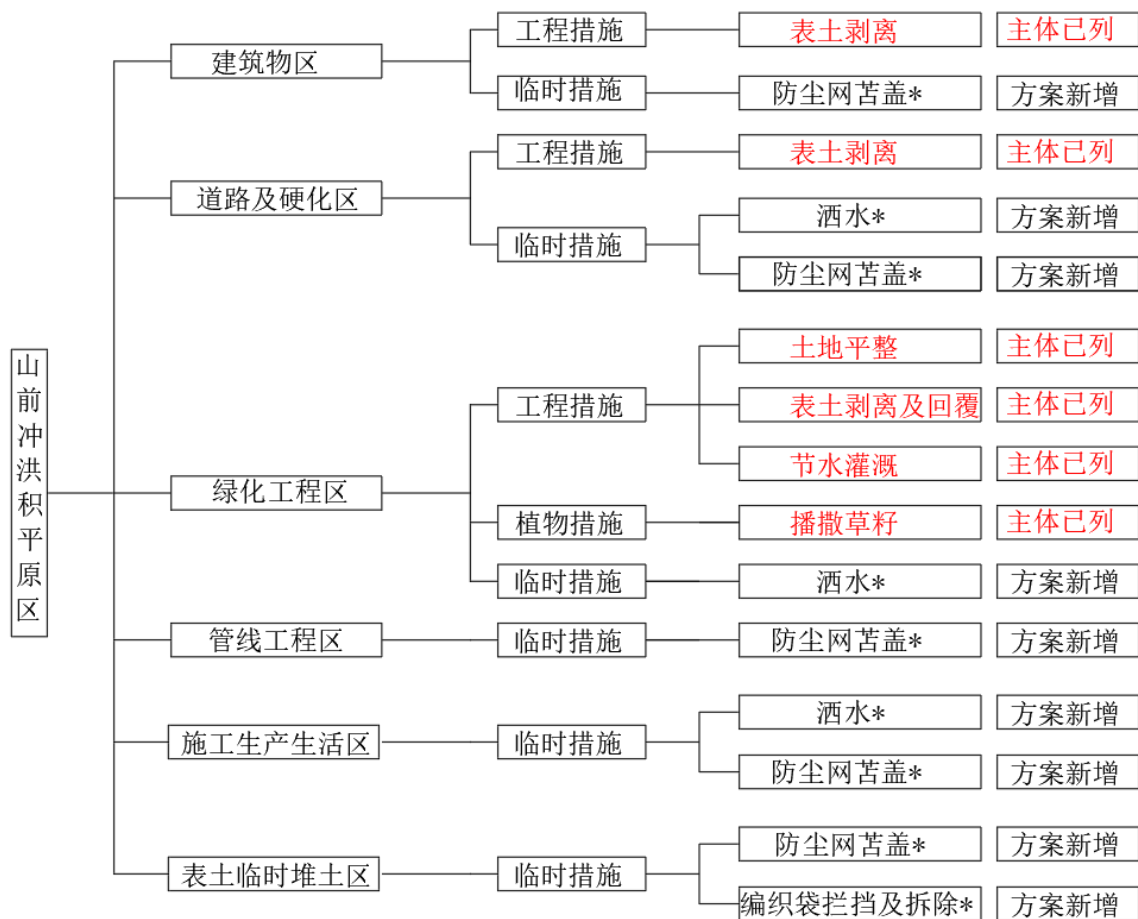 工程措施 表土剥离 主体已列
建筑物区
临时措施 防尘网苫盖* 方案新增
工程措施 表土剥离 主体已列
道路及硬化区
洒水* 方案新增
临时措施
防尘网苫盖* 方案新增
山前冲洪积平原区
土地平整 主体已列
工程措施 表土剥离及回覆 主体已列
节水灌溉 主体已列
绿化工程区
植物措施 播撒草籽 主体已列
临时措施 洒水* 方案新增
管线工程区 临时措施 防尘网苫盖* 方案新增
洒水* 方案新增
施工生产生活区 临时措施
防尘网苫盖* 方案新增
防尘网苫盖* 方案新增
表土临时堆土区 临时措施
编织袋拦挡及拆除* 方案新增